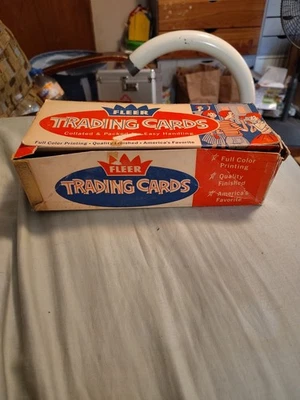 FLEER
TRADING CARDS
Collated & Packed for Easy Handling
Full Color Printing • Quality Finished • America's Favorite
FLEER
TRADING CARDS
Full Color
Printing
Quality
Finished
America's
Favorite